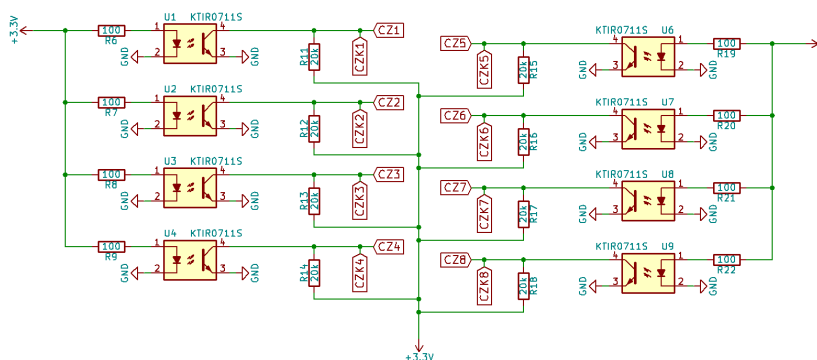 +3.3V
U1 KTIR0711S
100
R6
1
2
4
3
GND
GND
R11
20k
CZK1
CZ1
U2 KTIR0711S
100
R7
1
2
4
3
GND
GND
R12
20k
CZK2
CZ2
U3 KTIR0711S
100
R8
1
2
4
3
GND
GND
R13
20k
CZK3
CZ3
U4 KTIR0711S
100
R9
1
2
4
3
GND
GND
R14
20k
CZK4
CZ4
CZ5
CZK5
20k
R15
KTIR0711S U6
4
3
1
2
GND
GND
100
R19
CZ6
CZK6
20k
R16
KTIR0711S U7
4
3
1
2
GND
GND
100
R20
CZ7
CZK7
20k
R17
KTIR0711S U8
4
3
1
2
GND
GND
100
R21
CZ8
CZK8
20k
R18
KTIR0711S U9
4
3
1
2
GND
GND
100
R22
+3.3V